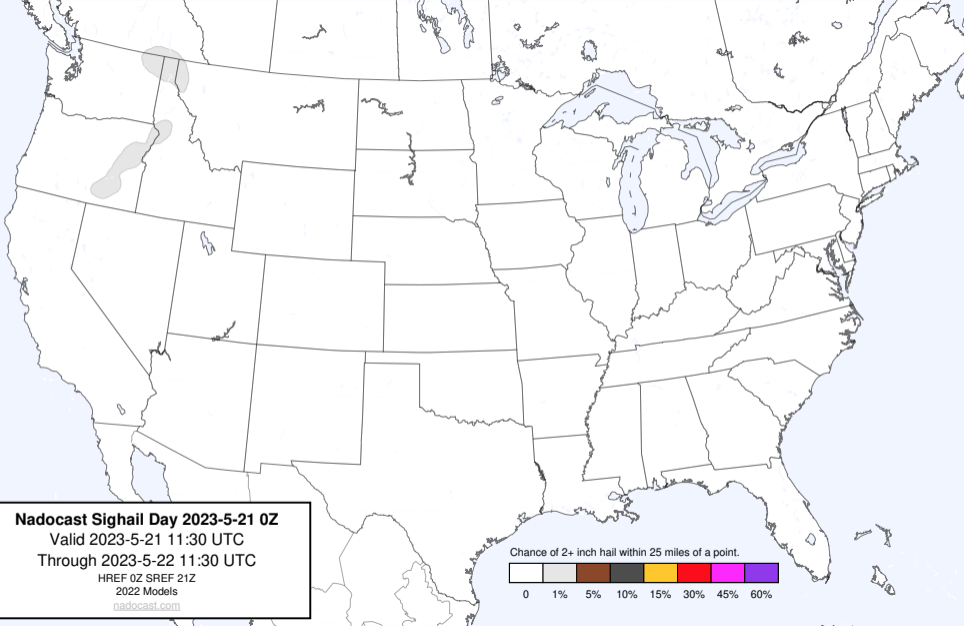 Nadocast Sighail Day 2023-5-21 0Z
Valid 2023-5-21 11:30 UTC
Through 2023-5-22 11:30 UTC
HREF 0Z SREF 21Z
2022 Models
nadocast.com
Chance of 2+ inch hail within 25 miles of a point.
0 1% 5% 10% 15% 30% 45% 60%